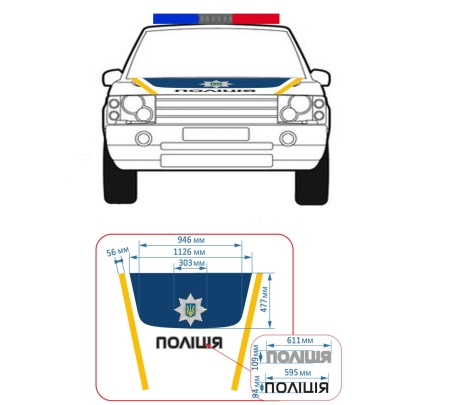 ПОЛІЦІЯ
946 мм
56 мм
1126 мм
303 мм
477 мм
ПОЛІЦІЯ
611 мм
109 мм
ПОЛІЦІЯ
595 мм
84 мм
ПОЛІЦІЯ